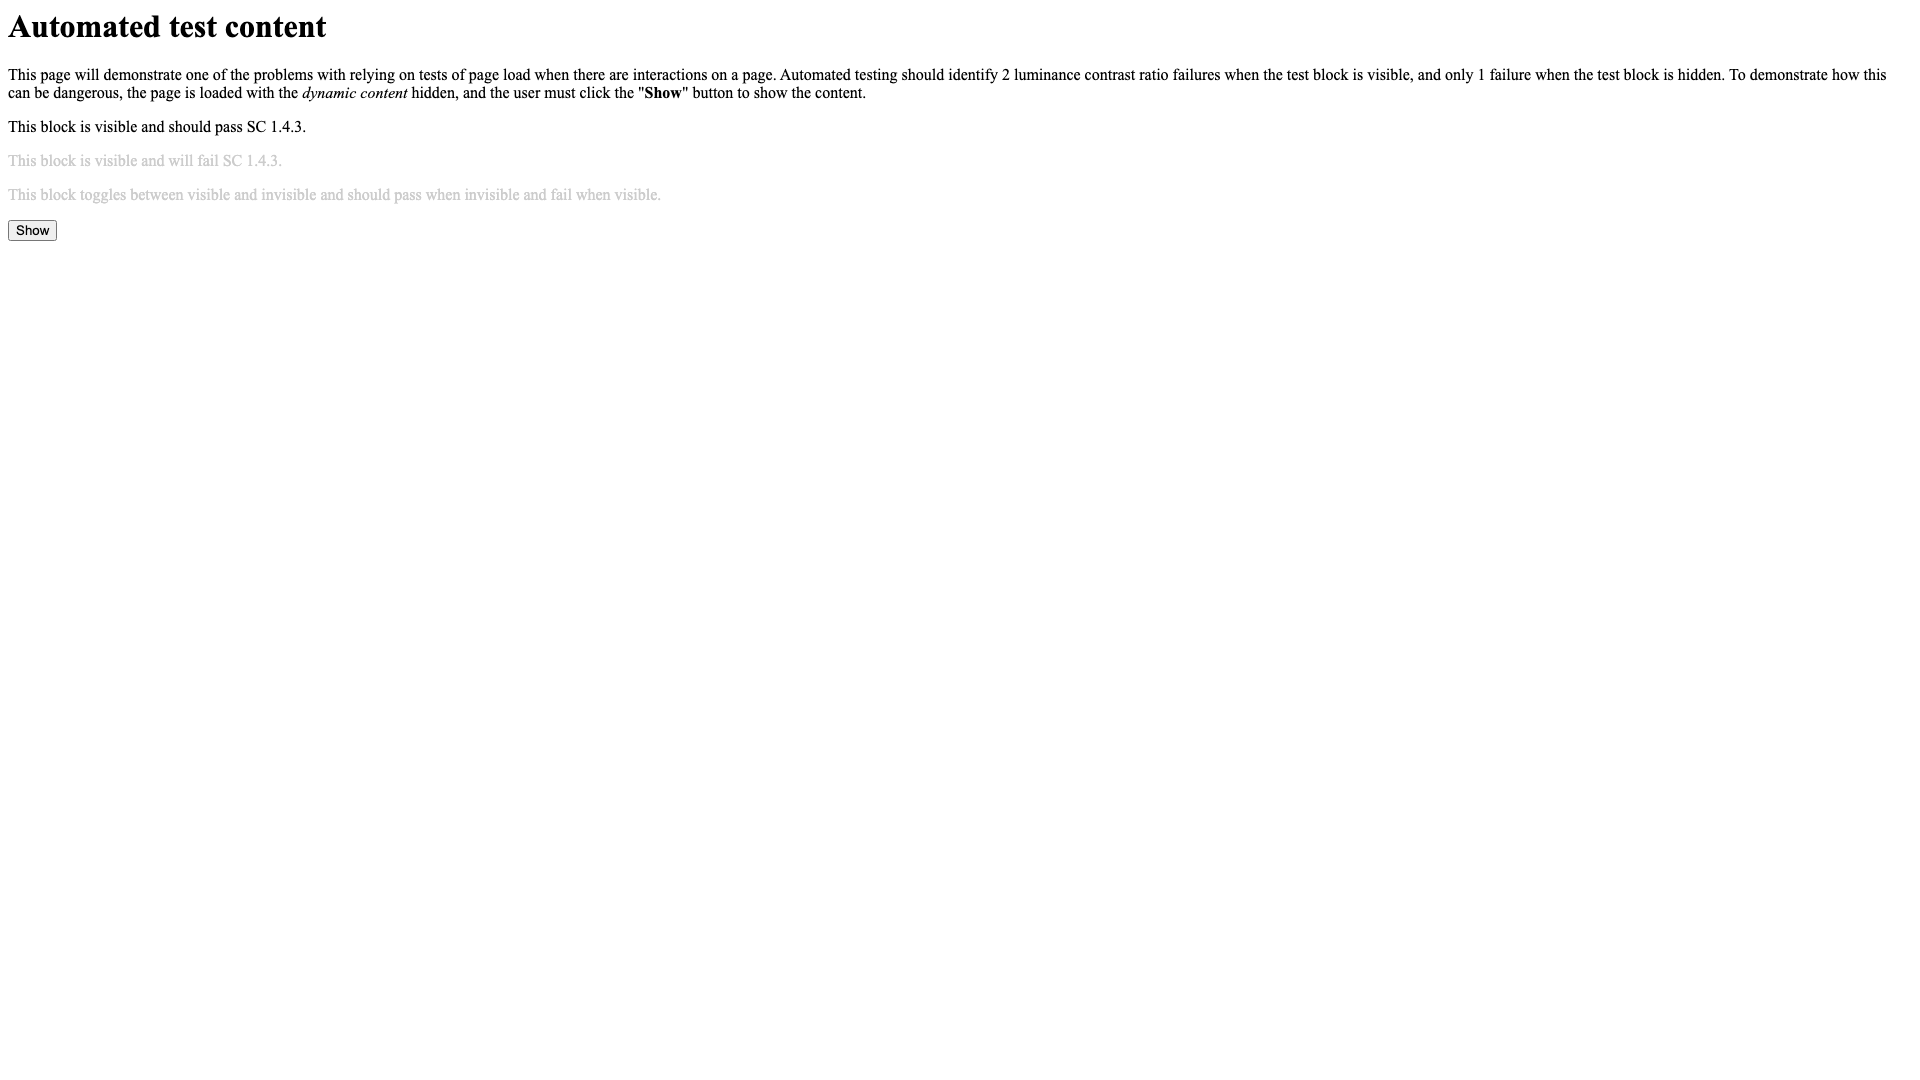 Automated test content
This page will demonstrate one of the problems with relying on tests of page load when there are interactions on a page. Automated testing should identify 2 luminance contrast ratio failures when the test block is visible, and only 1 failure when the test block is hidden. To demonstrate how this
can be dangerous, the page is loaded with the dynamic content hidden, and the user must click the "Show" button to show the content.
This block is visible and should pass SC 1.4.3.
This block is visible and will fail SC 1.4.3.
This block toggles between visible and invisible and should pass when invisible and fail when visible.
Show